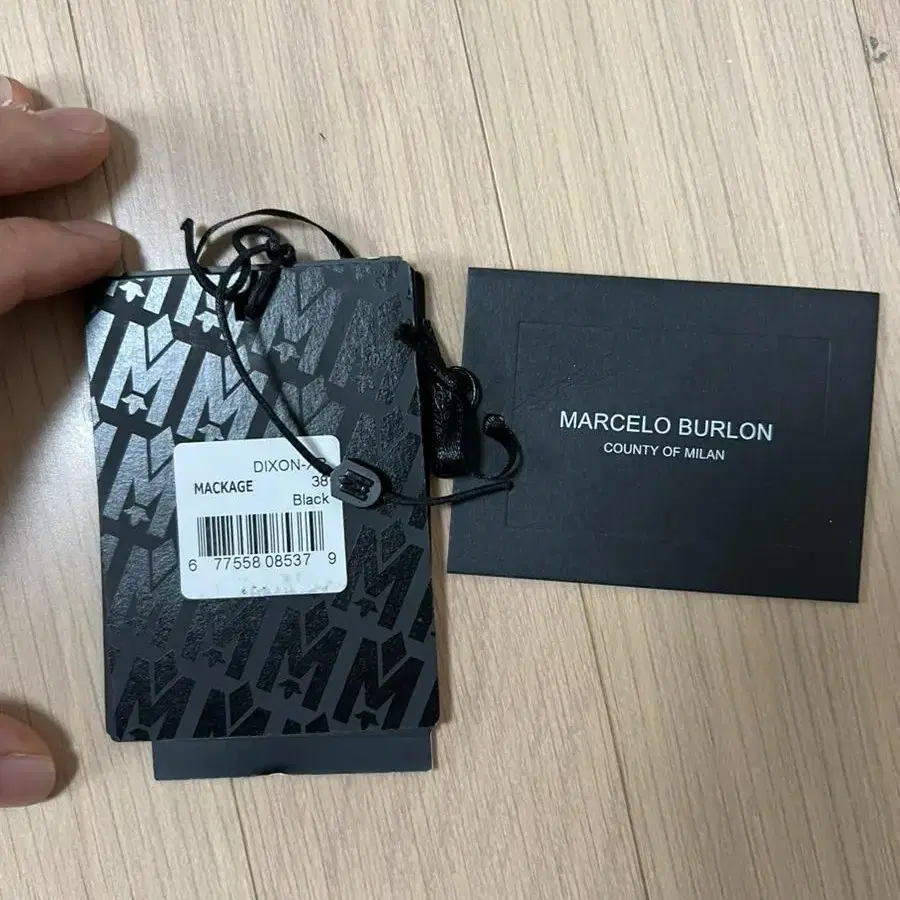 DIXON-
MACKAGE
38
Black
6 77558 08537 9
MARCELO BURLON
COUNTY OF MILAN